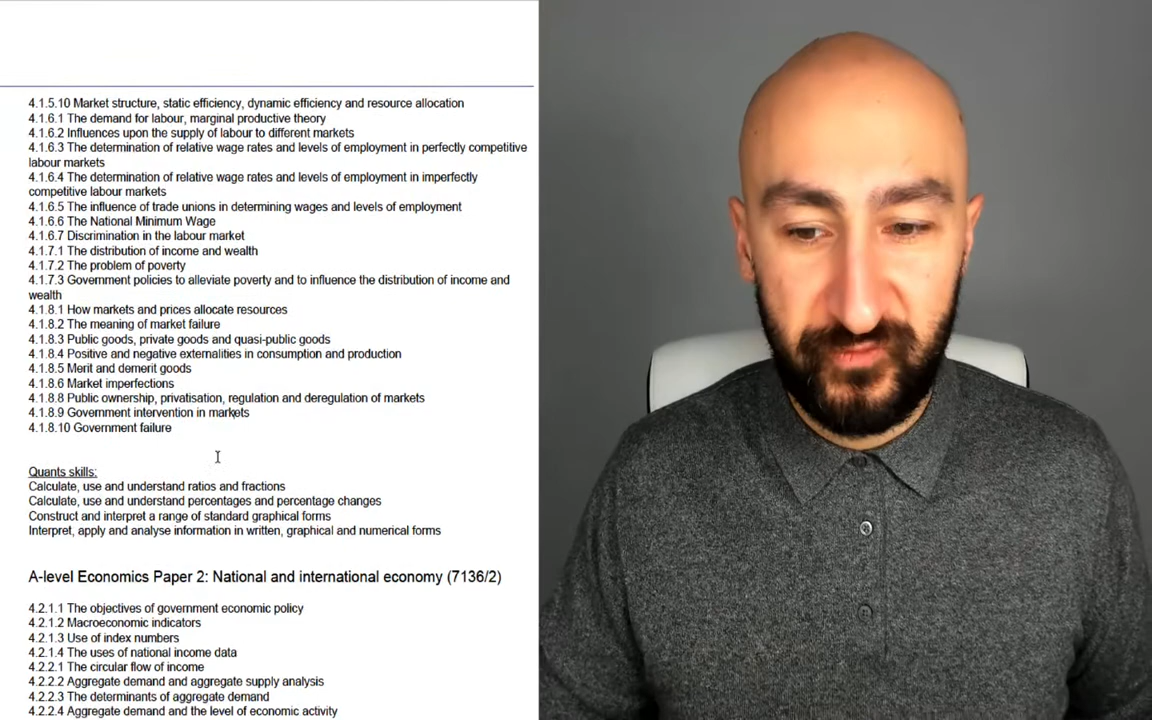 4.1.5.10 Market structure, static efficiency, dynamic efficiency and resource allocation
4.1.6.1 The demand for labour, marginal productive theory
4.1.6.2 Influences upon the supply of labour to different markets
4.1.6.3 The determination of relative wage rates and levels of employment in perfectly competitive
labour markets
4.1.6.4 The determination of relative wage rates and levels of employment in imperfectly
competitive labour markets
4.1.6.5 The influence of trade unions in determining wages and levels of employment
4.1.6.6 The National Minimum Wage
4.1.6.7 Discrimination in the labour market
4.1.7.1 The distribution of income and wealth
4.1.7.2 The problem of poverty
4.1.7.3 Government policies to alleviate poverty and to influence the distribution of income and
wealth
4.1.8.1 How markets and prices allocate resources
4.1.8.2 The meaning of market failure
4.1.8.3 Public goods, private goods and quasi-public goods
4.1.8.4 Positive and negative externalities in consumption and production
4.1.8.5 Merit and demerit goods
4.1.8.6 Market imperfections
4.1.8.8 Public ownership, privatisation, regulation and deregulation of markets
4.1.8.9 Government intervention in markets
4.1.8.10 Government failure
Quants skills:
Calculate, use and understand ratios and fractions
Calculate, use and understand percentages and percentage changes
Construct and interpret a range of standard graphical forms
Interpret, apply and analyse information in written, graphical and numerical forms
A-level Economics Paper 2: National and international economy (7136/2)
4.2.1.1 The objectives of government economic policy
4.2.1.2 Macroeconomic indicators
4.2.1.3 Use of index numbers
4.2.1.4 The uses of national income data
4.2.2.1 The circular flow of income
4.2.2.2 Aggregate demand and aggregate supply analysis
4.2.2.3 The determinants of aggregate demand
4.2.2.4 Aggregate demand and the level of economic activity